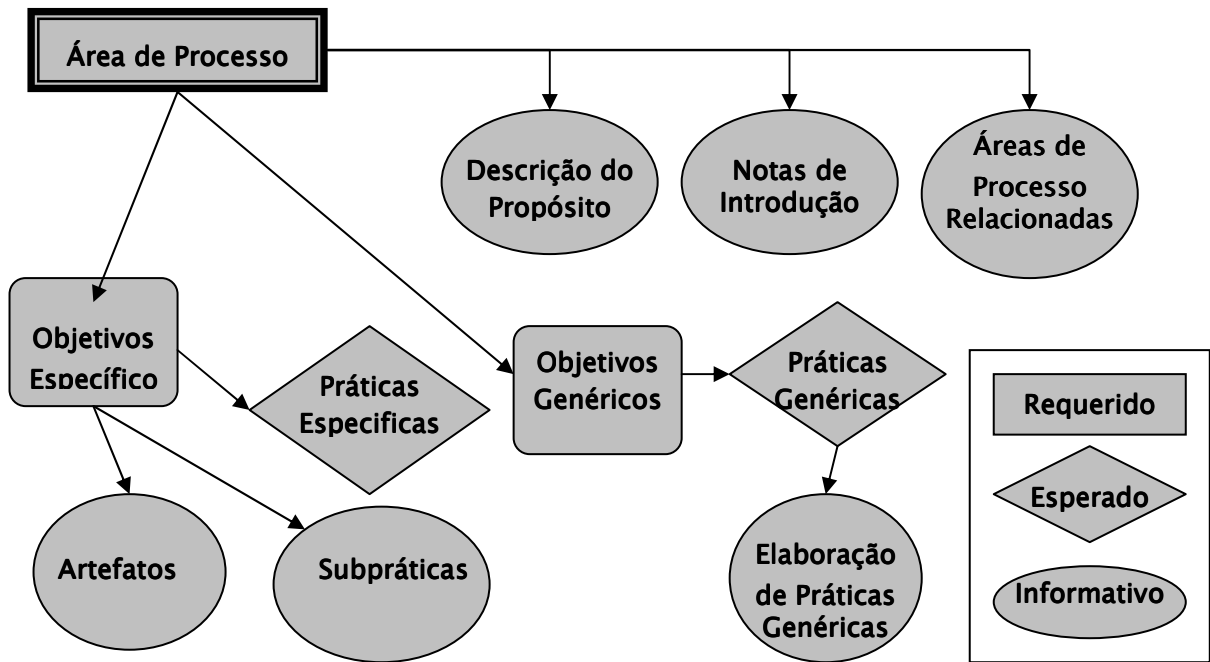 Área de Processo
Descrição do
Propósito
Notas de
Introdução
Áreas de
Processo
Relacionadas
Objetivos
Específico
Práticas
Especificas
Objetivos
Genéricos
Práticas
Genéricas
Artefatos
Subpráticas
Elaboração
de Práticas
Genéricas
Requerido
Esperado
Informativo